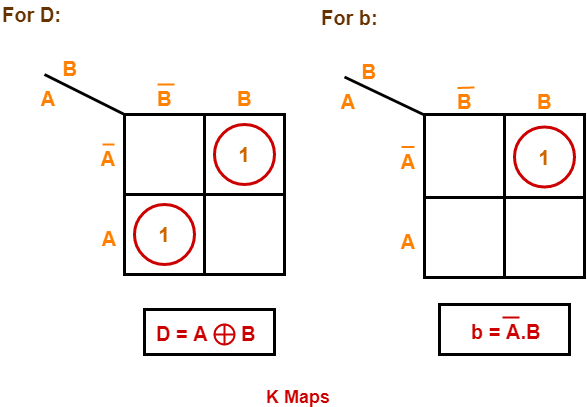 For D:
B
A
B̅
B
A̅
1
A
1
D = A ⊕ B
For b:
B
A
B̅
B
A̅
1
A
b = A̅.B
K Maps